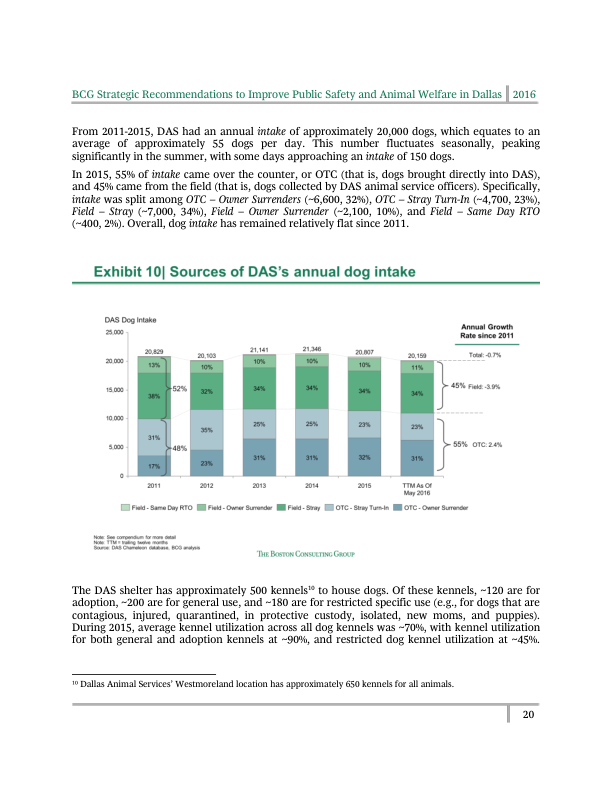 BCG Strategic Recommendations to Improve Public Safety and Animal Welfare in Dallas 2016
From 2011-2015, DAS had an annual intake of approximately 20,000 dogs, which equates to an
average of approximately 55 dogs per day. This number fluctuates seasonally, peaking
significantly in the summer, with some days approaching an intake of 150 dogs.
In 2015, 55% of intake came over the counter, or OTC (that is, dogs brought directly into DAS),
and 45% came from the field (that is, dogs collected by DAS animal service officers). Specifically,
intake was split among OTC – Owner Surrenders (~6,600, 32%), OTC – Stray Turn-In (~4,700, 23%),
Field – Stray (~7,000, 34%), Field – Owner Surrender (~2,100, 10%), and Field – Same Day RTO
(~400, 2%). Overall, dog intake has remained relatively flat since 2011.
Exhibit 10| Sources of DAS's annual dog intake
DAS Dog Intake
Annual Growth
Rate since 2011
25,000
20,000
15,000
10,000
5,000
0
20,829
13%
38%
31%
17%
52%
48%
2011
20,103
10%
32%
35%
23%
2012
21,141
10%
34%
25%
31%
2013
21,346
10%
34%
25%
31%
2014
20,807
10%
34%
23%
32%
2015
20,159
11%
34%
23%
31%
TTM As Of
May 2016
Total: -0.7%
45% Field: -3.9%
55% OTC: 2.4%
Field - Same Day RTO Field - Owner Surrender Field - Stray OTC - Stray Turn-In OTC - Owner Surrender
Note: See compendium for more detail
Note: TTM = trailing twelve months
Source: DAS Chameleon database, BCG analysis
THE BOSTON CONSULTING GROUP
The DAS shelter has approximately 500 kennels10 to house dogs. Of these kennels, ~120 are for
adoption, ~200 are for general use, and ~180 are for restricted specific use (e.g., for dogs that are
contagious, injured, quarantined, in protective custody, isolated, new moms, and puppies).
During 2015, average kennel utilization across all dog kennels was ~70%, with kennel utilization
for both general and adoption kennels at ~90%, and restricted dog kennel utilization at ~45%.
10 Dallas Animal Services' Westmoreland location has approximately 650 kennels for all animals.
20